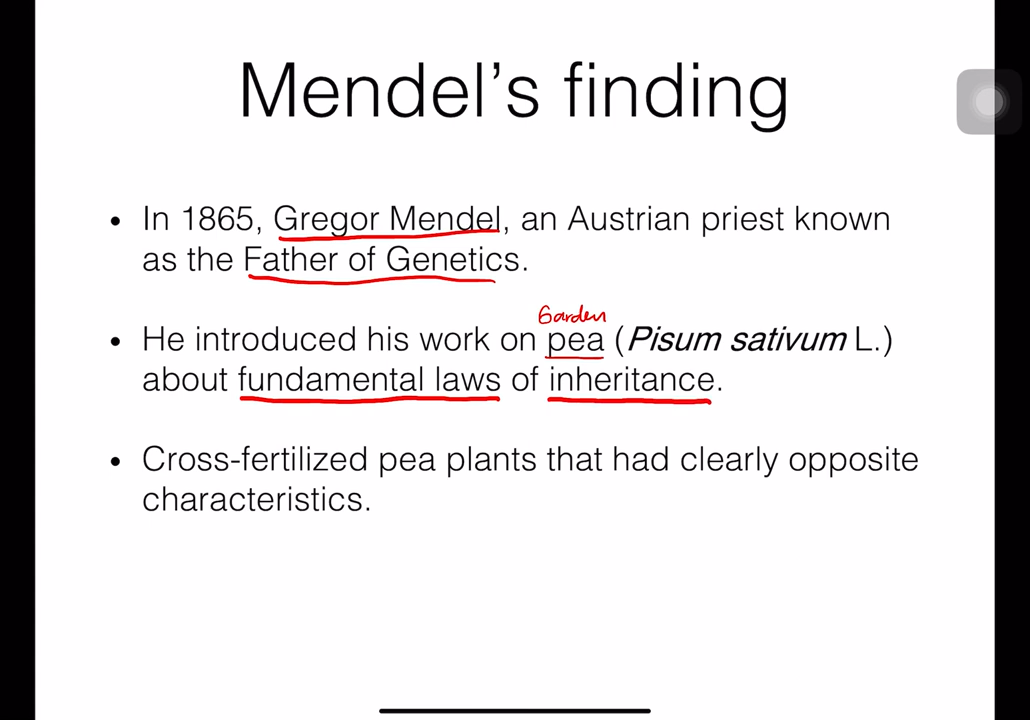 Mendel’s finding
• In 1865, Gregor Mendel, an Austrian priest known
as the Father of Genetics.
Garden
• He introduced his work on pea (Pisum sativum L.)
about fundamental laws of inheritance.
• Cross-fertilized pea plants that had clearly opposite
characteristics.